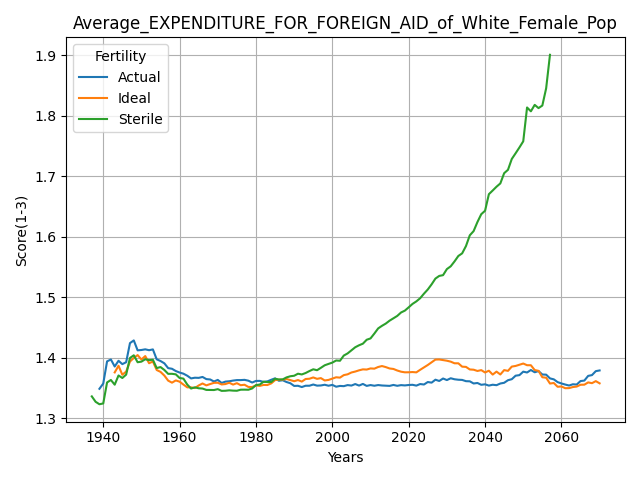 Average_EXPENDITURE_FOR_FOREIGN_AID_of_White_Female_Pop
Fertility
Actual
Ideal
Sterile
Score(1-3)
1.9
1.8
1.7
1.6
1.5
1.4
1.3
1940 1960 1980 2000 2020 2040 2060
Years